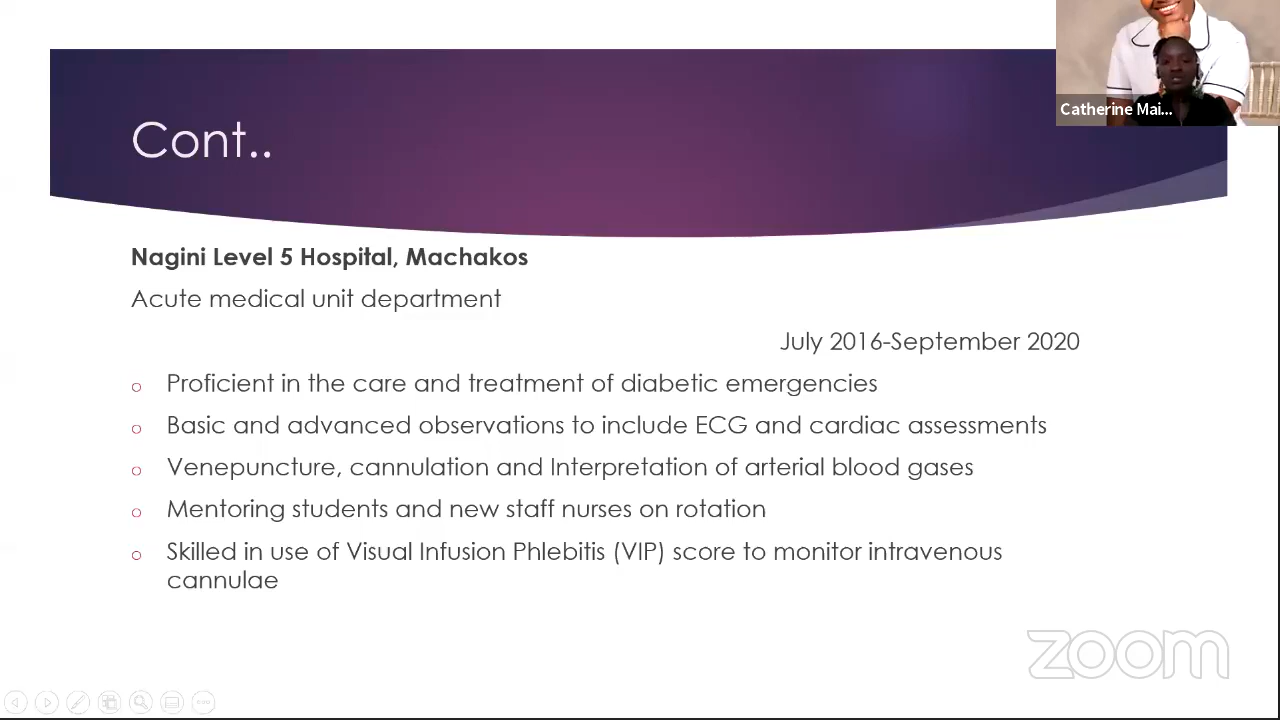 Catherine Mai...
Cont..
Nagini Level 5 Hospital, Machakos
Acute medical unit department
July 2016-September 2020
Proficient in the care and treatment of diabetic emergencies
Basic and advanced observations to include ECG and cardiac assessments
Venepuncture, cannulation and Interpretation of arterial blood gases
Mentoring students and new staff nurses on rotation
Skilled in use of Visual Infusion Phlebitis (VIP) score to monitor intravenous
cannulae
zoom